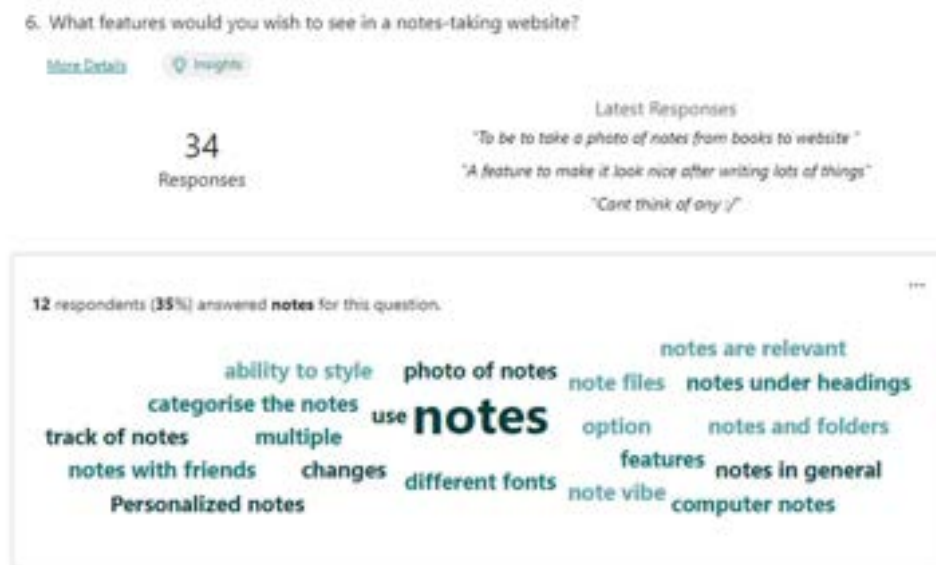 6. What features would you wish to see in a notes-taking website?
More Details
Insights
34
Responses
Latest Responses
"To be to take a photo of notes from books to website "
"A feature to make it look nice after writing lots of things"
"Cant think of any :/"
12 respondents (35%) answered notes for this question.
...
notes are relevant
ability to style photo of notes note files notes under headings
categorise the notes use notes option notes and folders
track of notes multiple
notes with friends changes different fonts features notes in general
Personalized notes note vibe computer notes